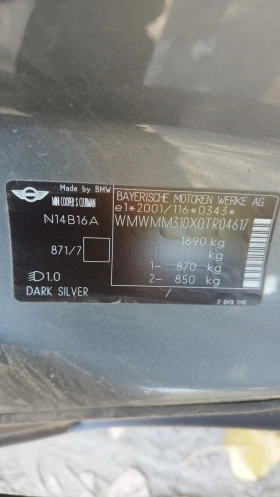 Made by BMW
MINI COOPER S CLUBMAN
N14B16A
871/7
1.0
DARK SILVER
BAYERISCHE MOTOREN WERKE AG
e1*2001/116*0343*
WMWMM310X0TR04617
1690 kg
kg
1- 870 kg
2- 850 kg
/